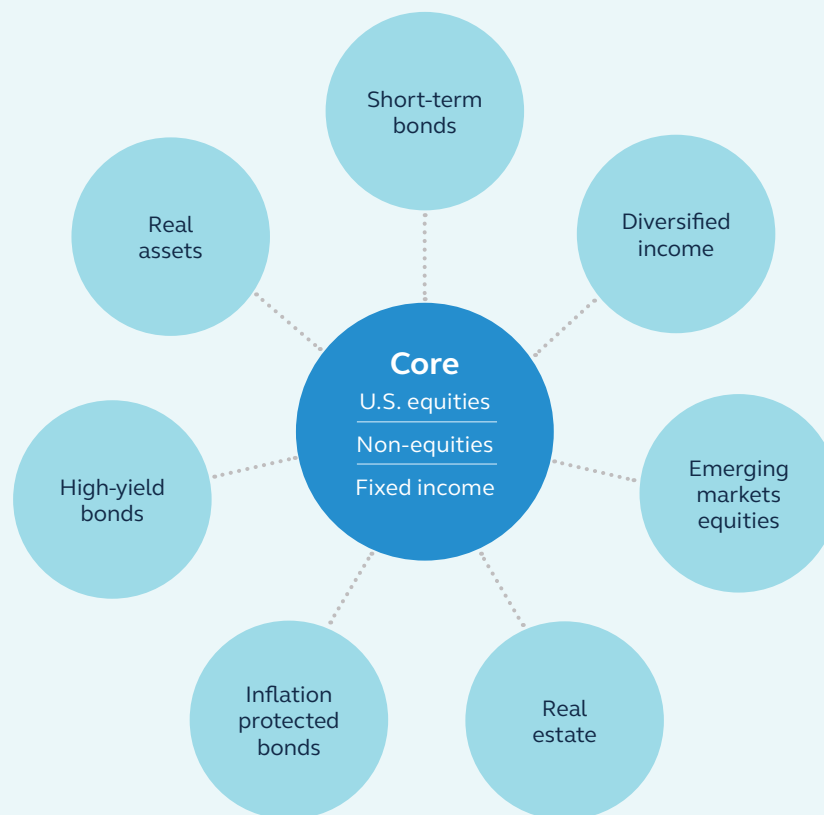 Short-term
bonds
Diversified
income
Real
assets
Core
U.S. equities
Non-equities
Fixed income
Emerging
markets
equities
High-yield
bonds
Inflation
protected
bonds
Real
estate